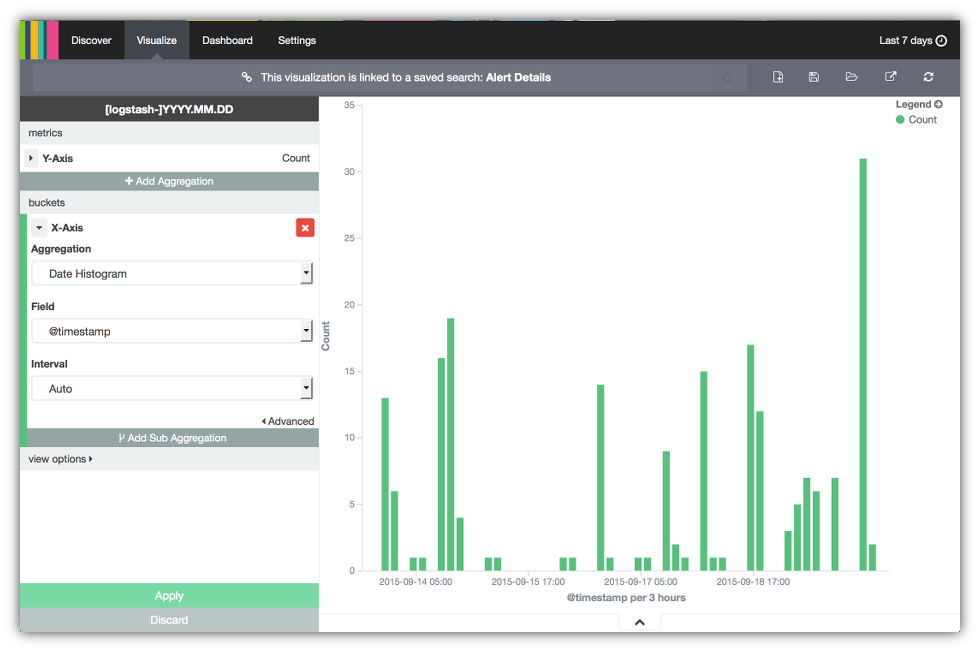 Discover Visualize Dashboard Settings Last 7 days
This visualization is linked to a saved search: Alert Details
[logstash-]YYYY.MM.DD
metrics
Y-Axis Count
Add Aggregation
buckets
X-Axis
Aggregation
Date Histogram
Field
@timestamp
Interval
Auto
Advanced
Add Sub Aggregation
view options
Apply
Discard
Legend
Count
Count
35
30
25
20
15
10
5
0
2015-09-14 05:00 2015-09-15 17:00 2015-09-17 05:00 2015-09-18 17:00
@timestamp per 3 hours